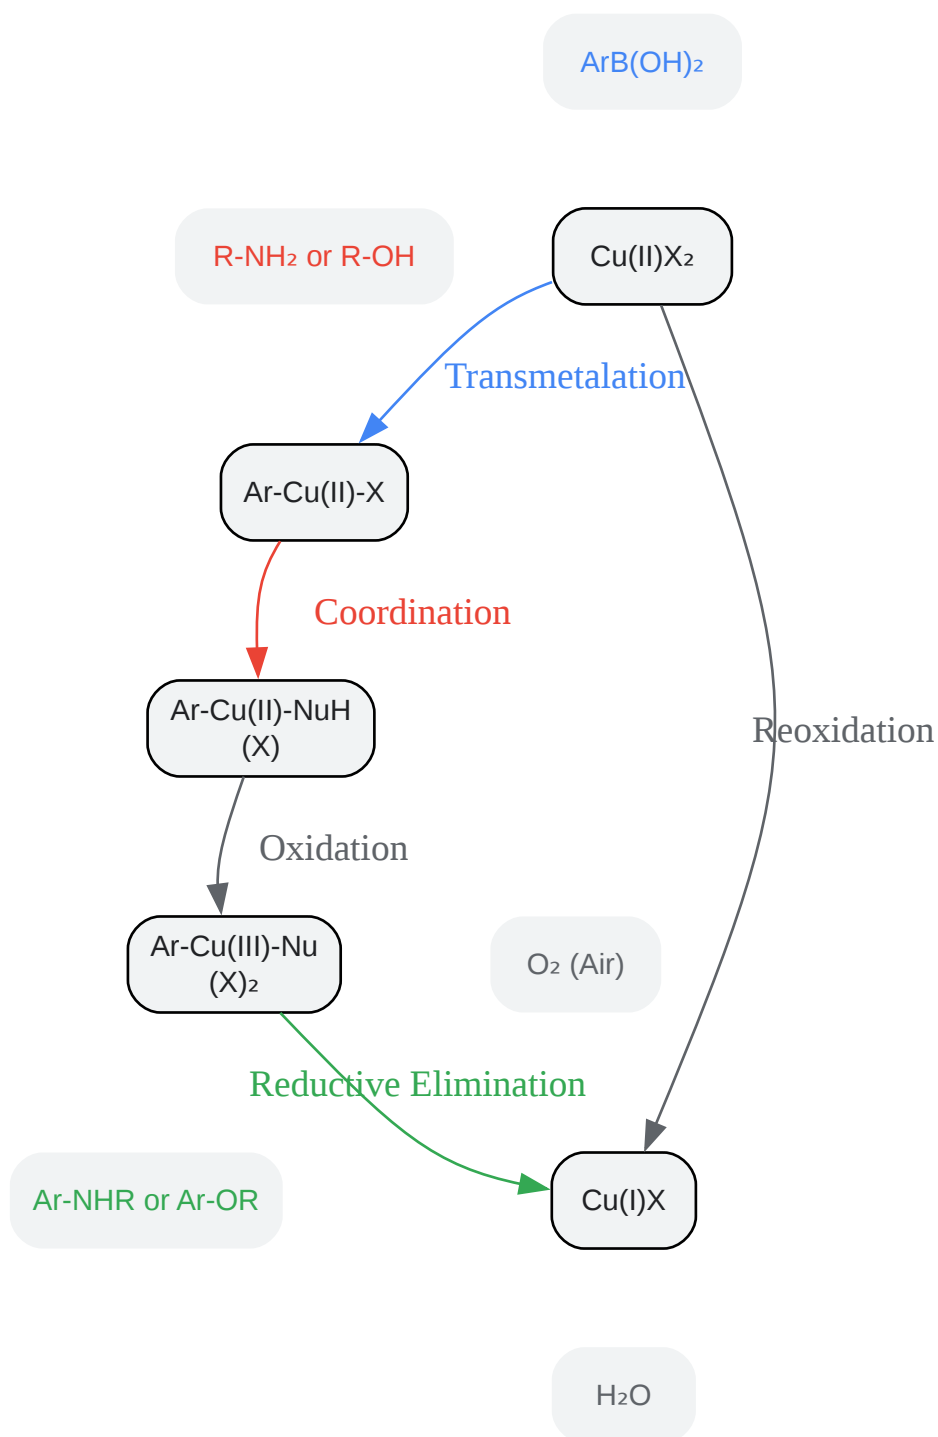 ArB(OH)₂
R-NH₂ or R-OH
Cu(II)X₂
Transmetalation
Ar-Cu(II)-X
Coordination
Ar-Cu(II)-NuH
(X)
Reoxidation
Oxidation
Ar-Cu(III)-Nu
(X)₂
O₂ (Air)
Reductive Elimination
Ar-NHR or Ar-OR
Cu(I)X
H₂O